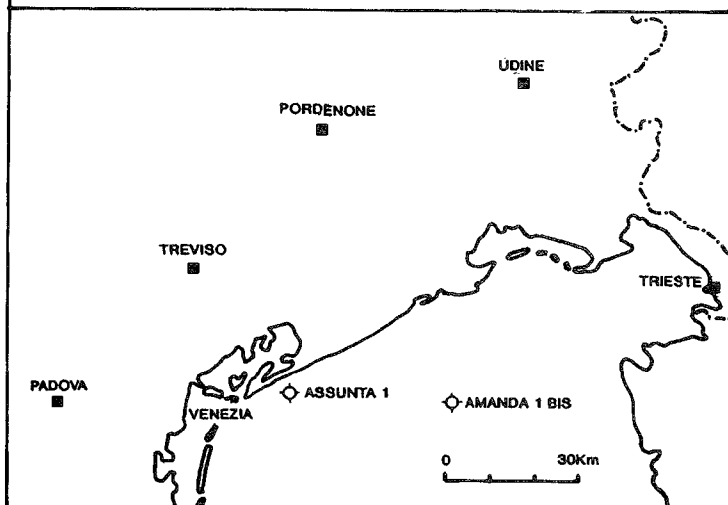 UDINE
PORDENONE
TREVISO
TRIESTE
PADOVA
VENEZIA
ASSUNTA 1
AMANDA 1 BIS
0 30Km